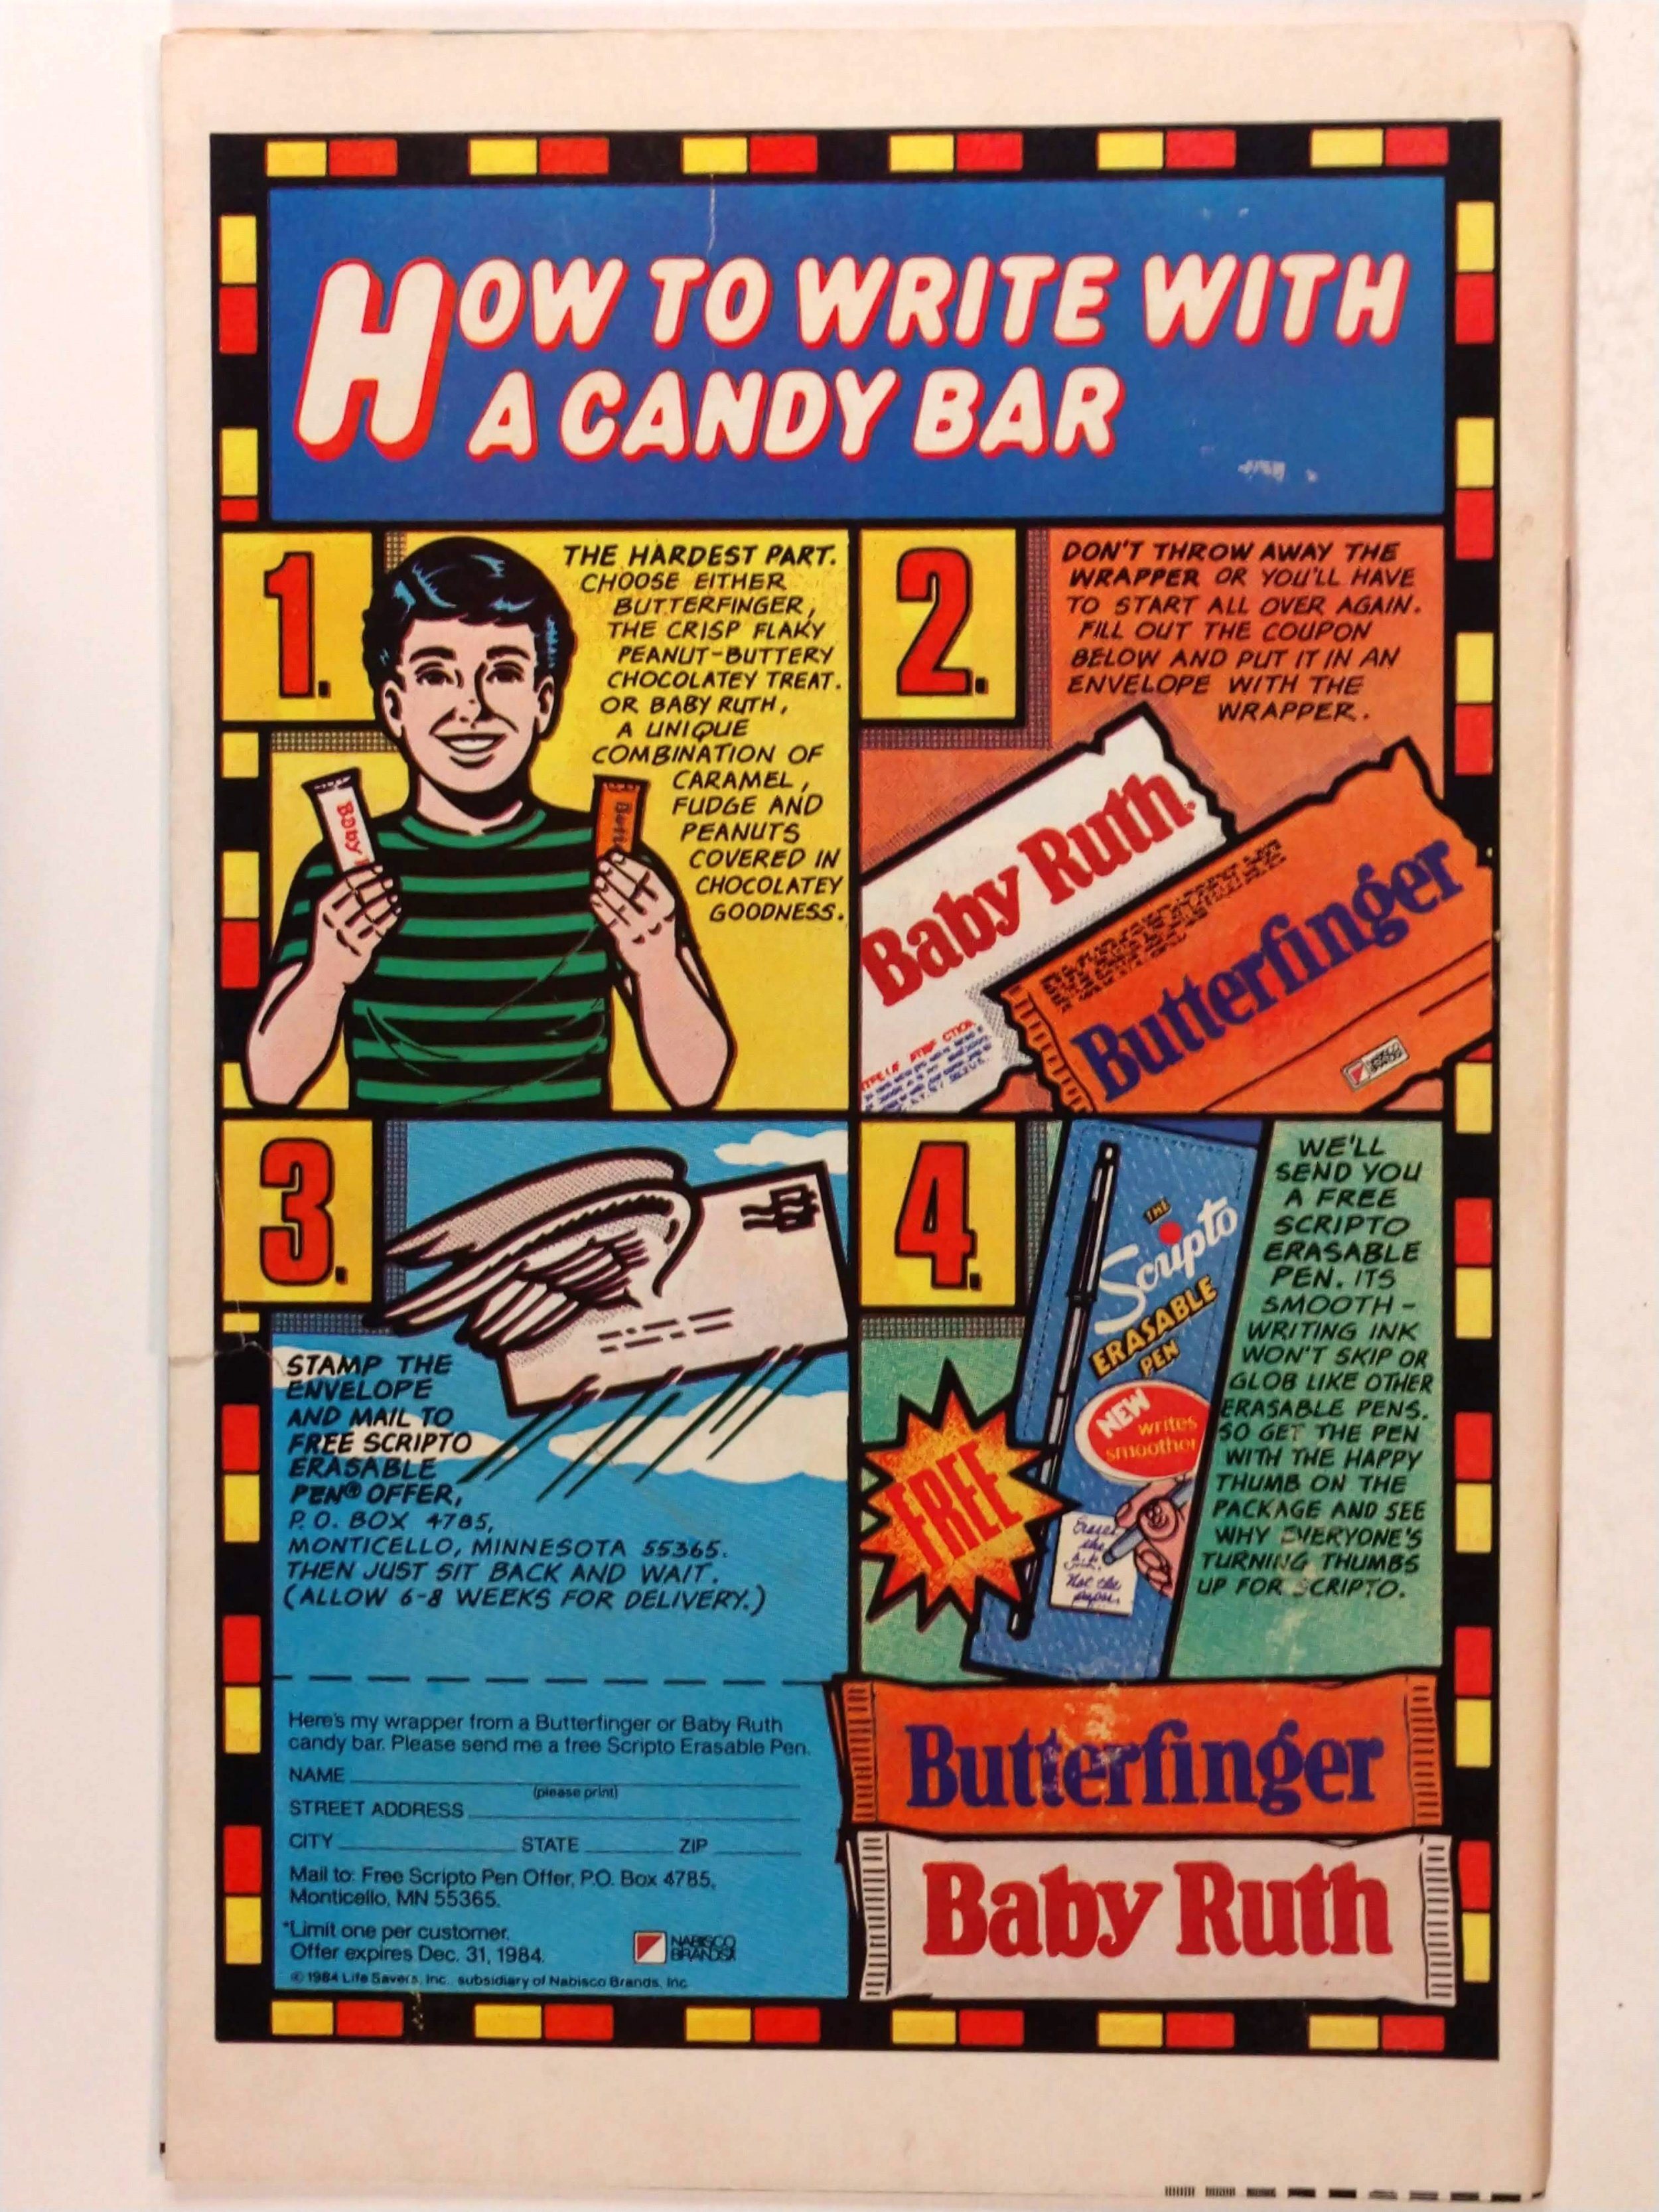 HOW TO WRITE WITH
A CANDY BAR
1.
THE HARDEST PART.
CHOOSE EITHER
BUTTERFINGER,
THE CRISP FLAKY
PEANUT-BUTTERY
CHOCOLATEY TREAT.
OR BABY RUTH,
A UNIQUE
COMBINATION OF
CARAMEL,
FUDGE AND
PEANUTS
COVERED IN
CHOCOLATEY
GOODNESS.
Baby
Butt
2.
DON'T THROW AWAY THE
WRAPPER OR YOU'LL HAVE
TO START ALL OVER AGAIN.
FILL OUT THE COUPON
BELOW AND PUT IT IN AN
ENVELOPE WITH THE
WRAPPER.
Baby Ruth®
Butterfinger
NABISCO
BRANDS
3.
STAMP THE
ENVELOPE
AND MAIL TO
FREE SCRIPTO
ERASABLE
PEN® OFFER,
P.O. BOX 4785,
MONTICELLO, MINNESOTA 55365.
THEN JUST SIT BACK AND WAIT.
(ALLOW 6-8 WEEKS FOR DELIVERY.)
4.
THE
Scripto
ERASABLE
PEN
NEW
writes
smoother
FREE
Erases
the
ink.
Not the
paper.
WE'LL
SEND YOU
A FREE
SCRIPTO
ERASABLE
PEN. ITS
SMOOTH-
WRITING INK
WON'T SKIP OR
GLOB LIKE OTHER
ERASABLE PENS.
SO GET THE PEN
WITH THE HAPPY
THUMB ON THE
PACKAGE AND SEE
WHY EVERYONE'S
TURNING THUMBS
UP FOR SCRIPTO.
Here's my wrapper from a Butterfinger or Baby Ruth
candy bar. Please send me a free Scripto Erasable Pen.
NAME
(please print)
STREET ADDRESS
CITY STATE ZIP
Mail to: Free Scripto Pen Offer, P.O. Box 4785,
Monticello, MN 55365.
*Limit one per customer.
Offer expires Dec. 31, 1984.
NABISCO
BRANDS
© 1984 Life Savers, Inc. subsidiary of Nabisco Brands, Inc.
Butterfinger
Baby Ruth